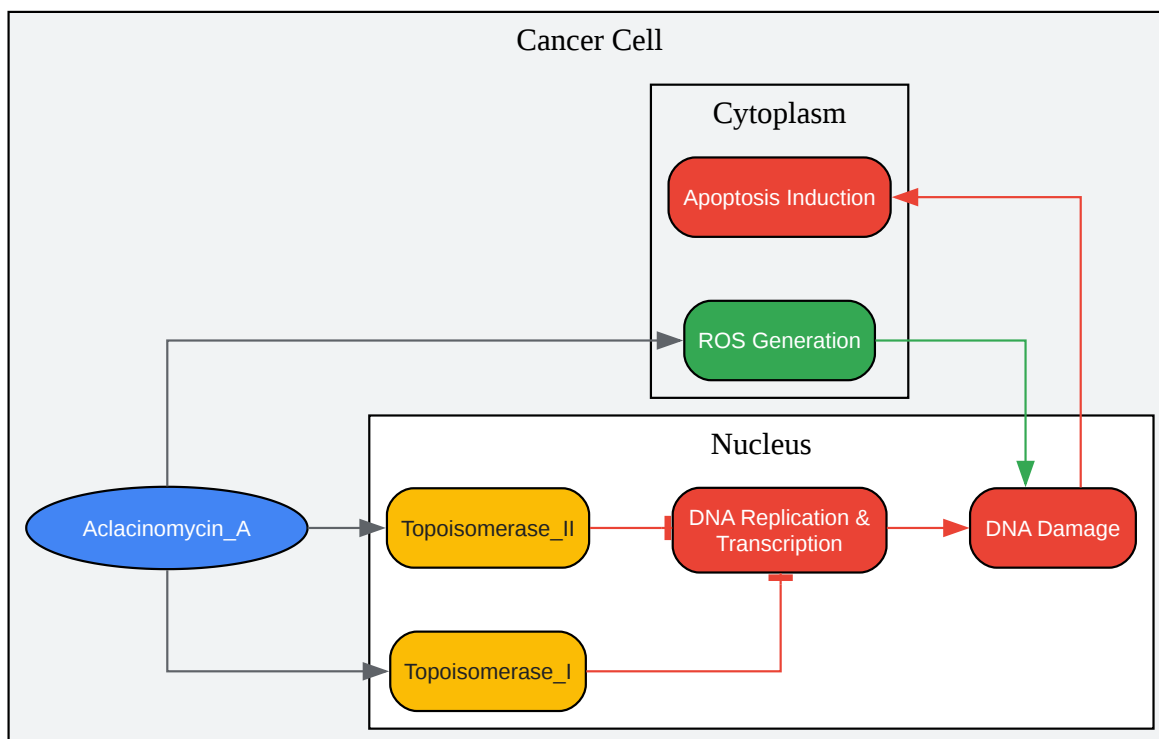 Cancer Cell
Cytoplasm
Apoptosis Induction
ROS Generation
Nucleus
Aclacinomycin_A
Topoisomerase_II
DNA Replication &
Transcription
DNA Damage
Topoisomerase_I